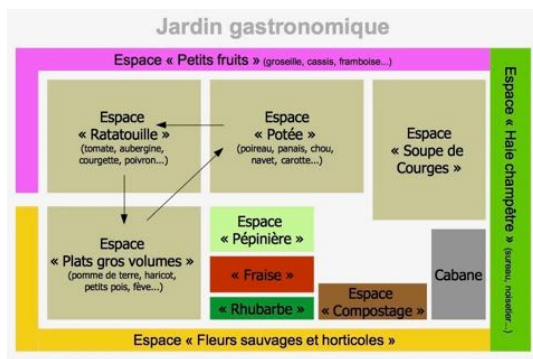 Jardin gastronomique
Espace « Petits fruits » (groseille, cassis, framboise...)
Espace
« Ratatouille »
(tomate, aubergine,
courgette, poivron...)
Espace
« Potée »
(poireau, panais, chou,
navet, carotte...)
Espace
« Soupe de
Courges »
Espace « Haie champêtre » (sureau, noisetier...)
Espace
« Plats gros volumes »
(pomme de terre, haricot,
petits pois, fève...)
Espace
« Pépinière »
« Fraise »
« Rhubarbe »
Espace
« Compostage »
Cabane
Espace « Fleurs sauvages et horticoles »